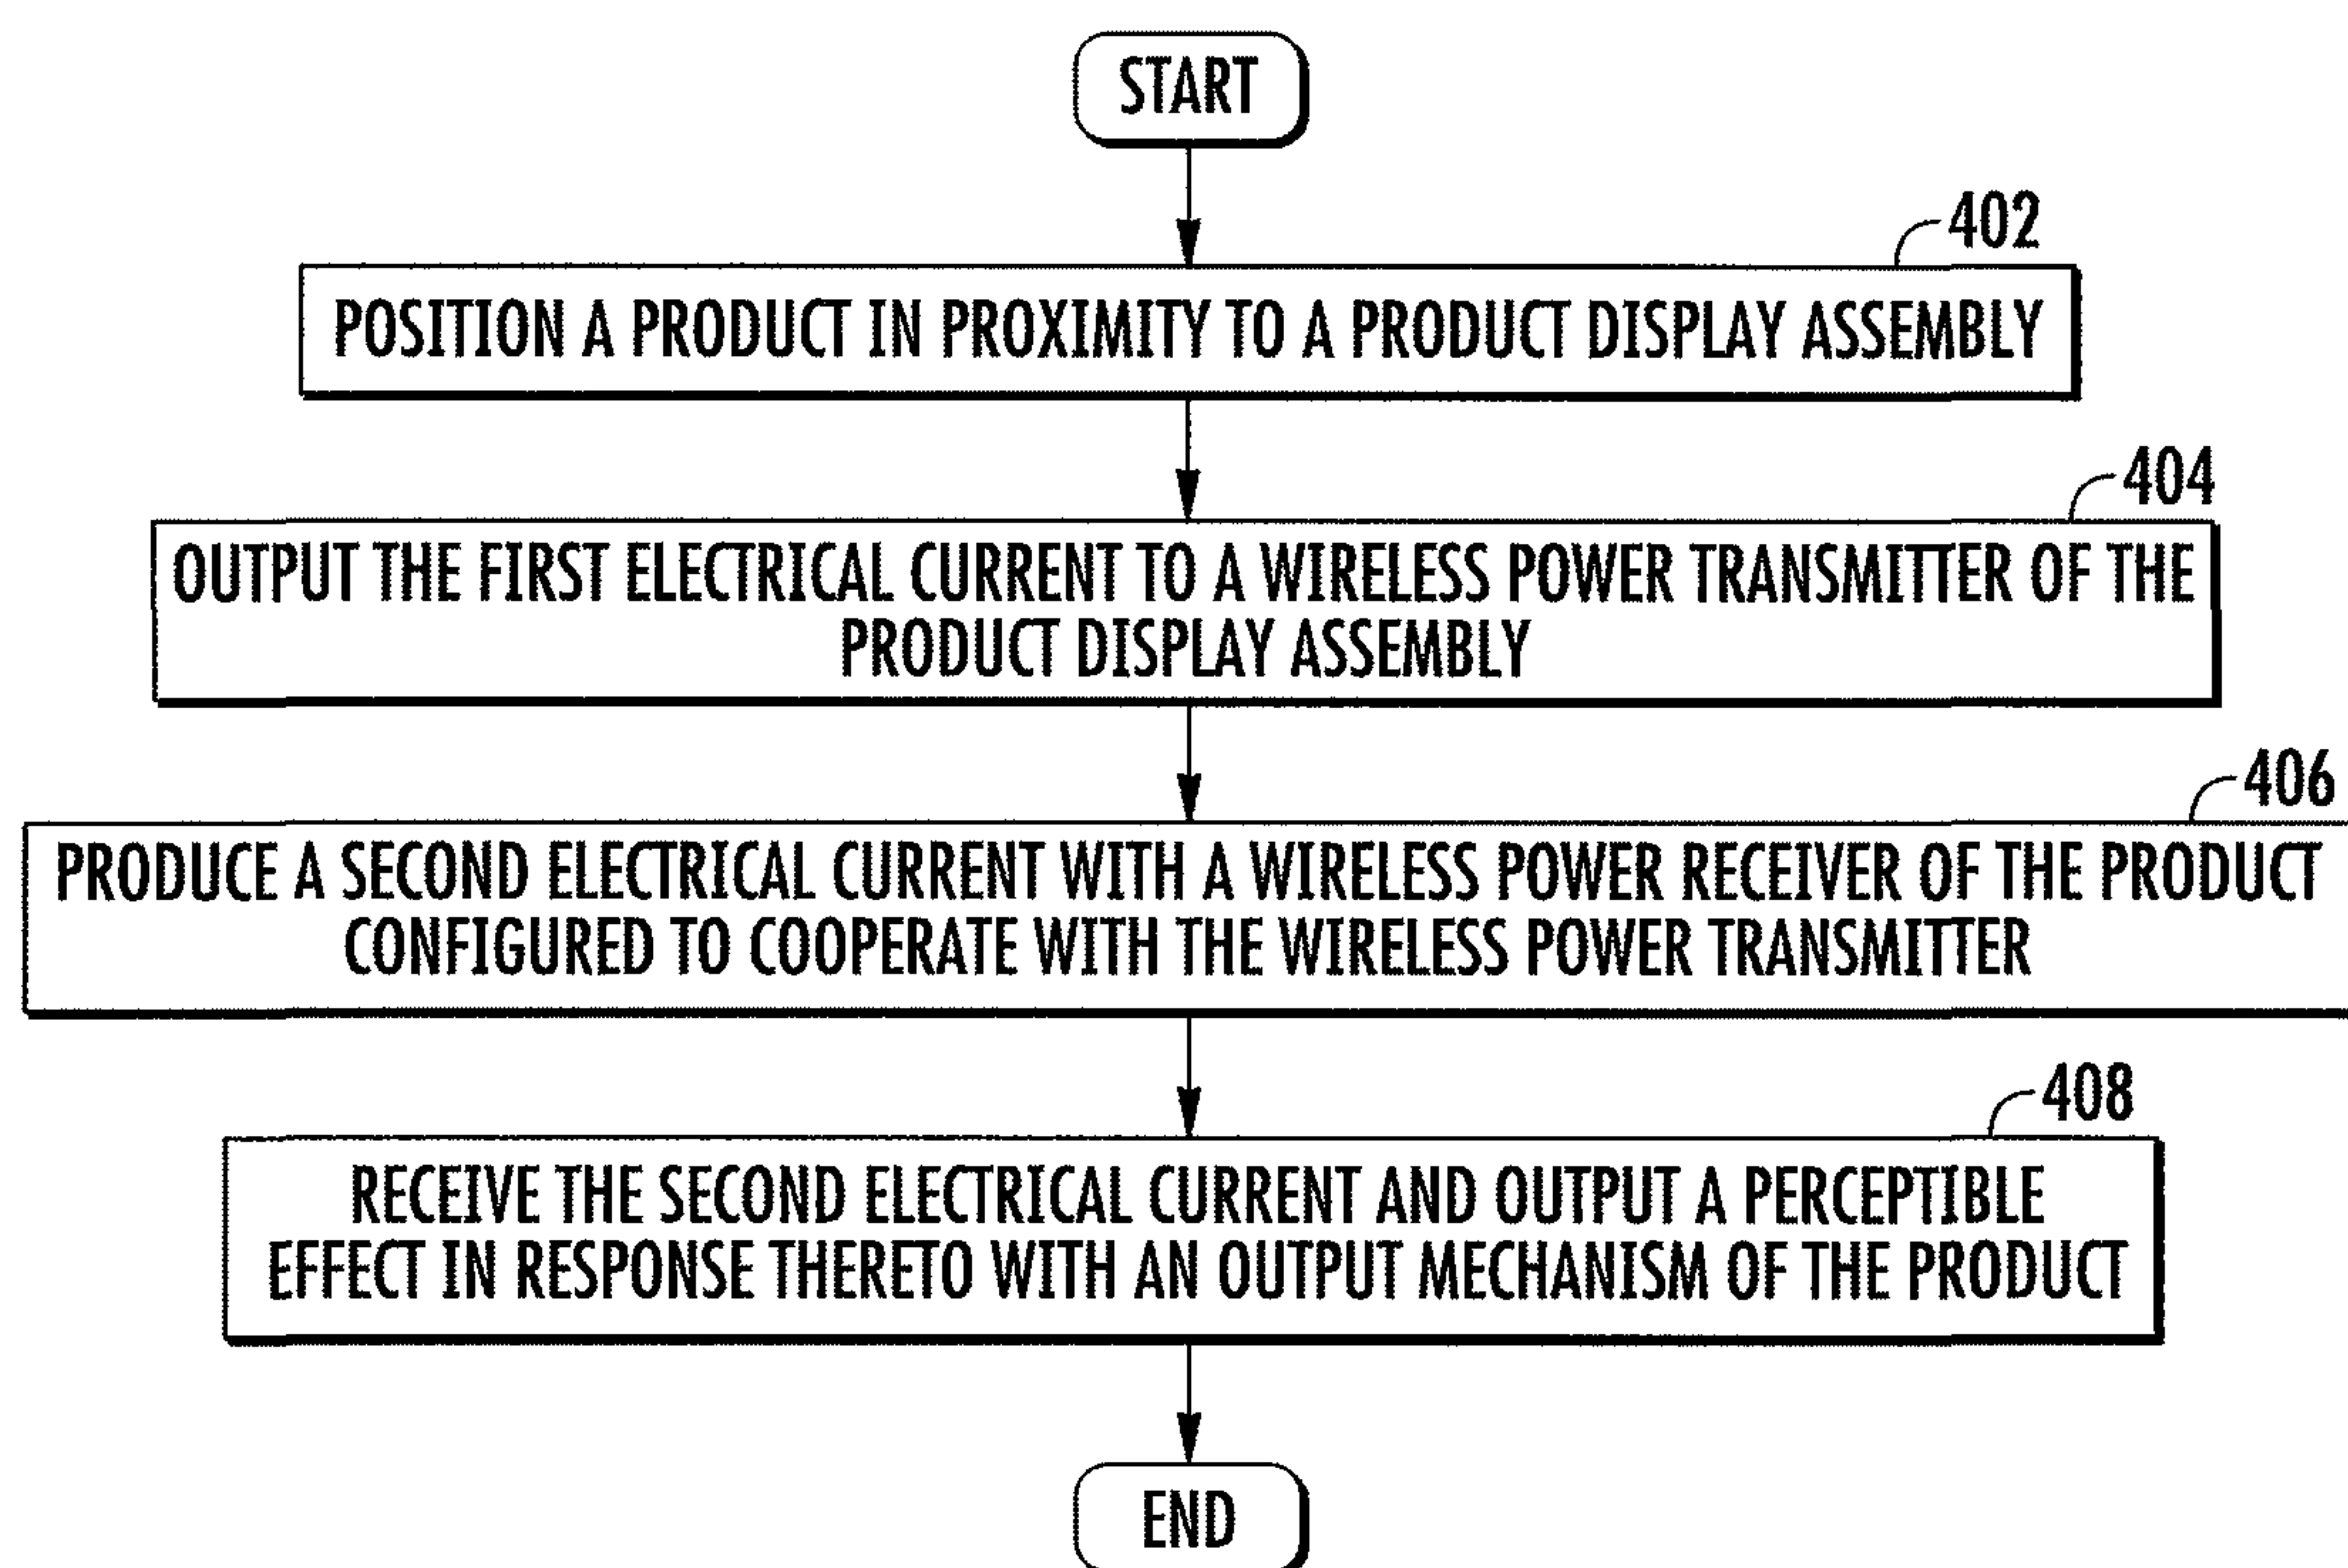 START
402
POSITION A PRODUCT IN PROXIMITY TO A PRODUCT DISPLAY ASSEMBLY
404
OUTPUT THE FIRST ELECTRICAL CURRENT TO A WIRELESS POWER TRANSMITTER OF THE
PRODUCT DISPLAY ASSEMBLY
406
PRODUCE A SECOND ELECTRICAL CURRENT WITH A WIRELESS POWER RECEIVER OF THE PRODUCT
CONFIGURED TO COOPERATE WITH THE WIRELESS POWER TRANSMITTER
408
RECEIVE THE SECOND ELECTRICAL CURRENT AND OUTPUT A PERCEPTIBLE
EFFECT IN RESPONSE THERETO WITH AN OUTPUT MECHANISM OF THE PRODUCT
END